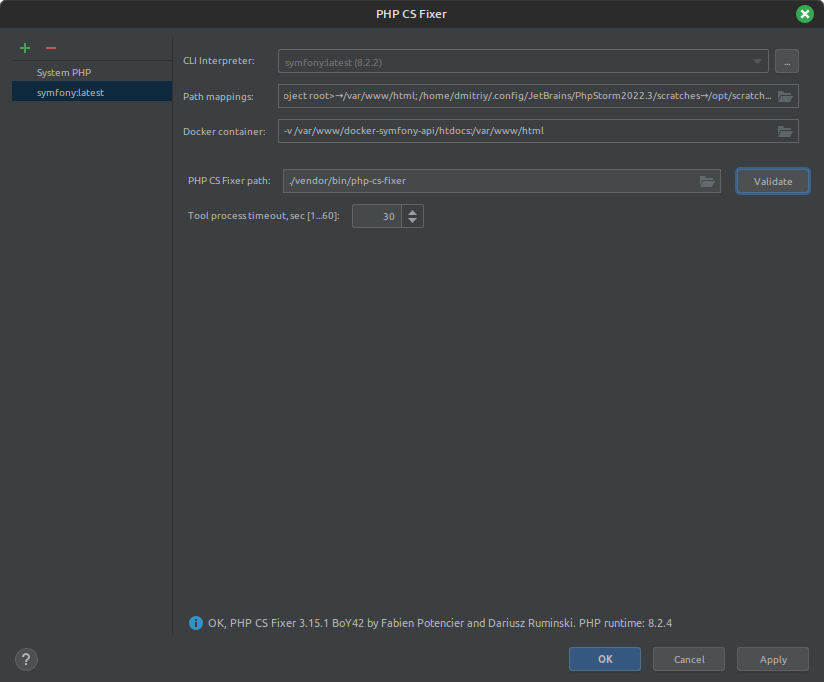 PHP CS Fixer
System PHP
symfony:latest
CLI Interpreter:
symfony:latest (8.2.2)
...
Path mappings:
oject root>→/var/www/html; /home/dmitriy/.config/JetBrains/PhpStorm2022.3/scratches→/opt/scratch...
Docker container:
-v /var/www/docker-symfony-api/htdocs:/var/www/html
PHP CS Fixer path:
./vendor/bin/php-cs-fixer
Validate
Tool process timeout, sec [1...60]:
30
OK, PHP CS Fixer 3.15.1 BoY42 by Fabien Potencier and Dariusz Ruminski. PHP runtime: 8.2.4
?
OK
Cancel
Apply